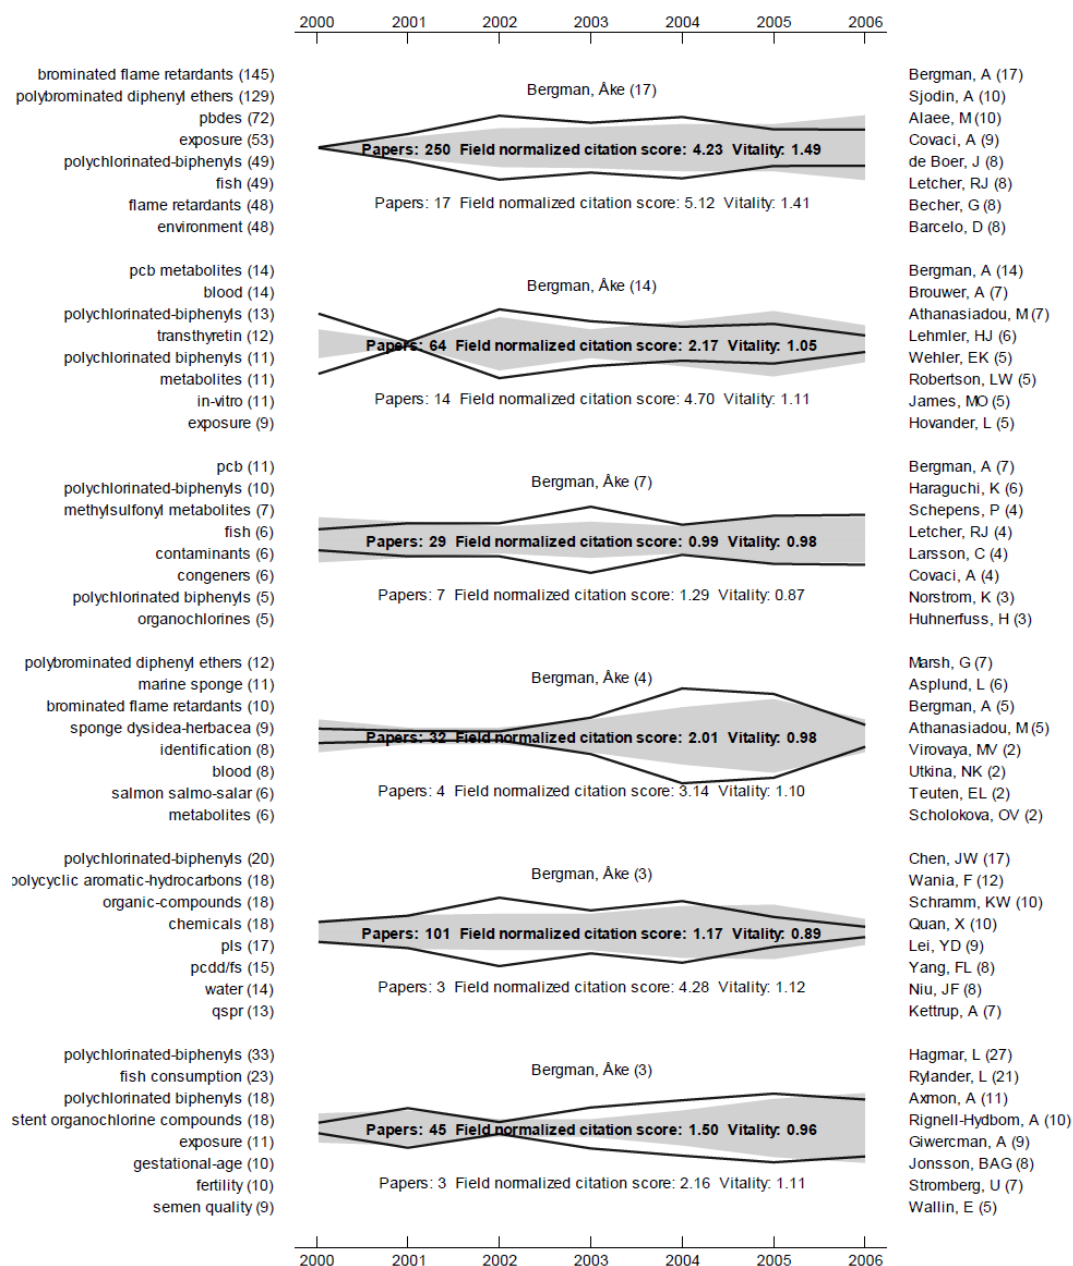 2000 2001 2002 2003 2004 2005 2006
brominated flame retardants (145)
polybrominated diphenyl ethers (129)
pbdes (72)
exposure (53)
polychlorinated-biphenyls (49)
fish (49)
flame retardants (48)
environment (48)
Bergman, Åke (17)
Papers: 250 Field normalized citation score: 4.23 Vitality: 1.49
Papers: 17 Field normalized citation score: 5.12 Vitality: 1.41
Bergman, A (17)
Sjodin, A (10)
Alaee, M (10)
Covaci, A (9)
de Boer, J (8)
Letcher, RJ (8)
Becher, G (8)
Barcelo, D (8)
pcb metabolites (14)
blood (14)
polychlorinated-biphenyls (13)
transthyretin (12)
polychlorinated biphenyls (11)
metabolites (11)
in-vitro (11)
exposure (9)
Bergman, Åke (14)
Papers: 64 Field normalized citation score: 2.17 Vitality: 1.05
Papers: 14 Field normalized citation score: 4.70 Vitality: 1.11
Bergman, A (14)
Brouwer, A (7)
Athanasiadou, M (7)
Lehmler, HJ (6)
Wehler, EK (5)
Robertson, LW (5)
James, MO (5)
Hovander, L (5)
pcb (11)
polychlorinated-biphenyls (10)
methylsulfonyl metabolites (7)
fish (6)
contaminants (6)
congeners (6)
polychlorinated biphenyls (5)
organochlorines (5)
Bergman, Åke (7)
Papers: 29 Field normalized citation score: 0.99 Vitality: 0.98
Papers: 7 Field normalized citation score: 1.29 Vitality: 0.87
Bergman, A (7)
Haraguchi, K (6)
Schepens, P (4)
Letcher, RJ (4)
Larsson, C (4)
Covaci, A (4)
Norstrom, K (3)
Huhnerfuss, H (3)
polybrominated diphenyl ethers (12)
marine sponge (11)
brominated flame retardants (10)
sponge dysidea-herbacea (9)
identification (8)
blood (8)
salmon salmo-salar (6)
metabolites (6)
Bergman, Åke (4)
Papers: 32 Field normalized citation score: 2.01 Vitality: 0.98
Papers: 4 Field normalized citation score: 3.14 Vitality: 1.10
Marsh, G (7)
Asplund, L (6)
Bergman, A (5)
Athanasiadou, M (5)
Virovaya, MV (2)
Utkina, NK (2)
Teuten, EL (2)
Scholokova, OV (2)
polychlorinated-biphenyls (20)
polycyclic aromatic-hydrocarbons (18)
organic-compounds (18)
chemicals (18)
pls (17)
pcdd/fs (15)
water (14)
qspr (13)
Bergman, Åke (3)
Papers: 101 Field normalized citation score: 1.17 Vitality: 0.89
Papers: 3 Field normalized citation score: 4.28 Vitality: 1.12
Chen, JW (17)
Wania, F (12)
Schramm, KW (10)
Quan, X (10)
Lei, YD (9)
Yang, FL (8)
Niu, JF (8)
Kettrup, A (7)
polychlorinated-biphenyls (33)
fish consumption (23)
polychlorinated biphenyls (18)
stent organochlorine compounds (18)
exposure (11)
gestational-age (10)
fertility (10)
semen quality (9)
Bergman, Åke (3)
Papers: 45 Field normalized citation score: 1.50 Vitality: 0.96
Papers: 3 Field normalized citation score: 2.16 Vitality: 1.11
Hagmar, L (27)
Rylander, L (21)
Axmon, A (11)
Rignell-Hydbom, A (10)
Giwercman, A (9)
Jonsson, BAG (8)
Stromberg, U (7)
Wallin, E (5)
2000 2001 2002 2003 2004 2005 2006